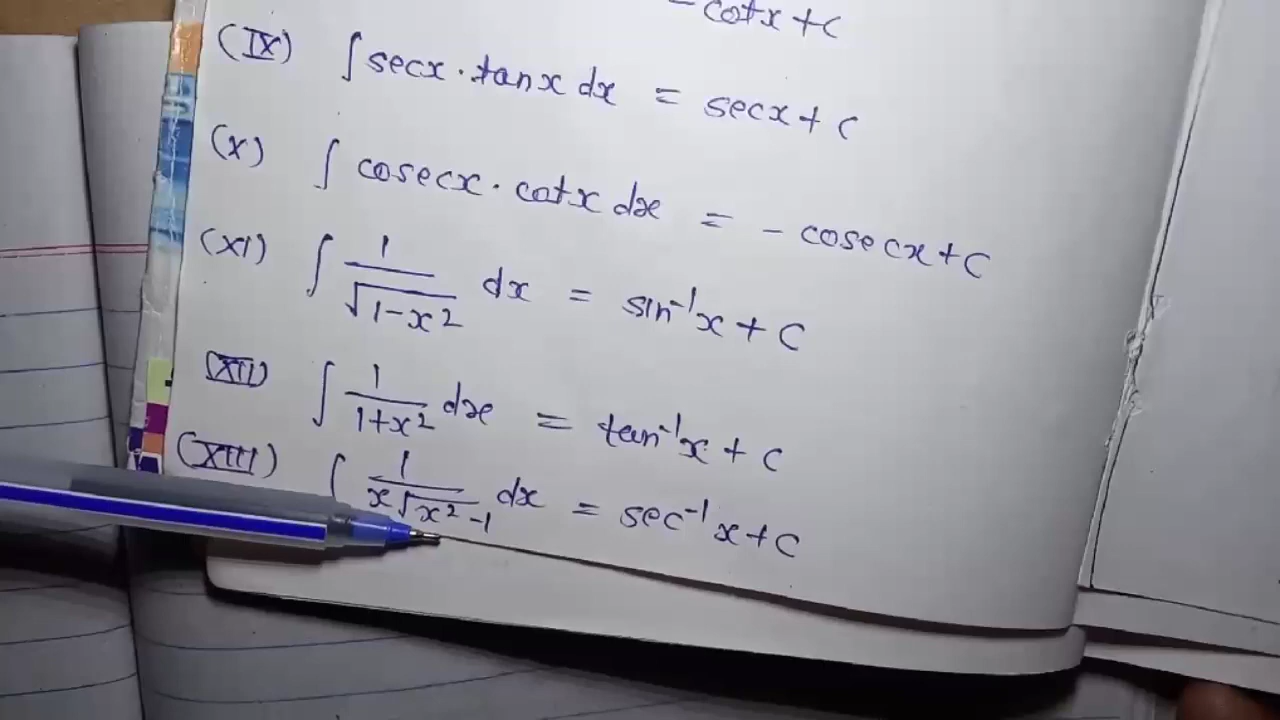 - cotx + c
(IX) ∫ secx · tanx dx = secx + c
(X) ∫ cosecx · cotx dx = - cosecx + c
(XI) ∫ 1/√(1-x²) dx = sin⁻¹x + c
(XII) ∫ 1/(1+x²) dx = tan⁻¹x + c
(XIII) ∫ 1/(x√(x²-1)) dx = sec⁻¹x + c